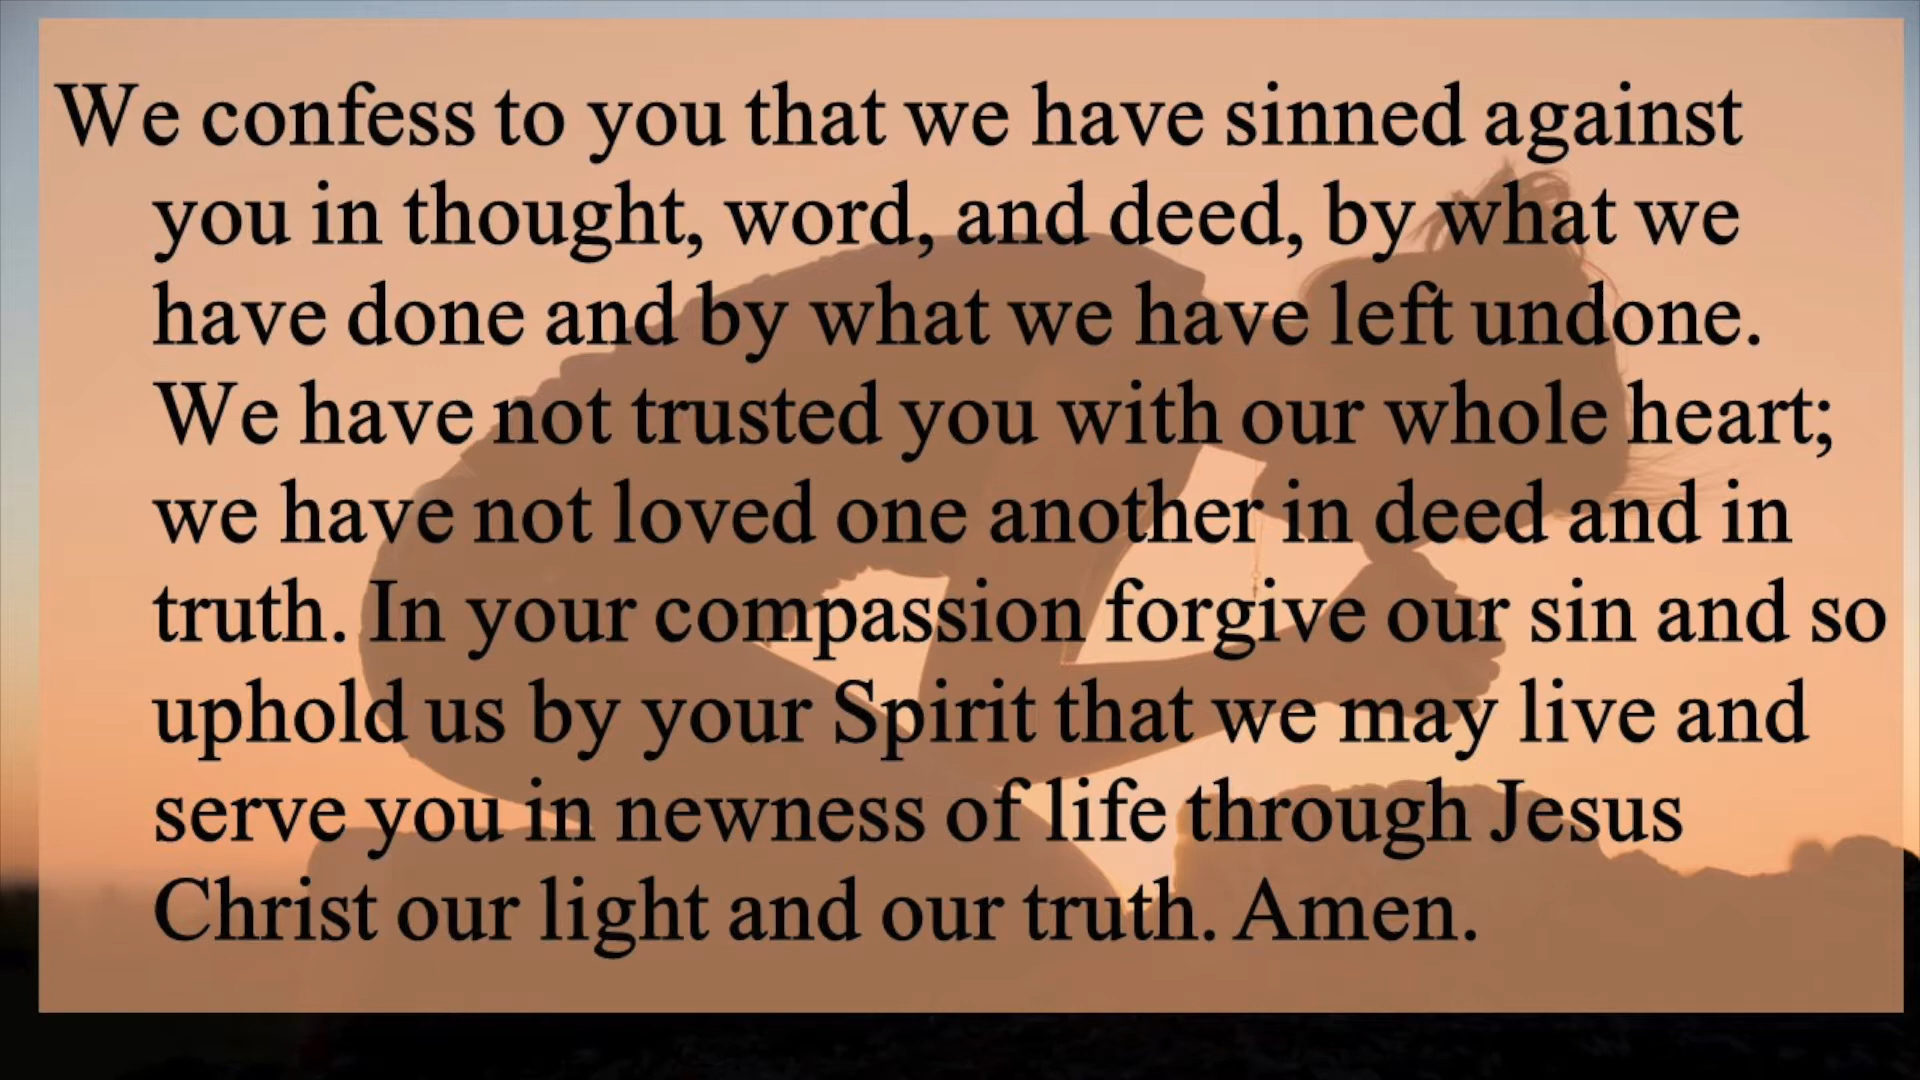 We confess to you that we have sinned against
you in thought, word, and deed, by what we
have done and by what we have left undone.
We have not trusted you with our whole heart;
we have not loved one another in deed and in
truth. In your compassion forgive our sin and so
uphold us by your Spirit that we may live and
serve you in newness of life through Jesus
Christ our light and our truth. Amen.